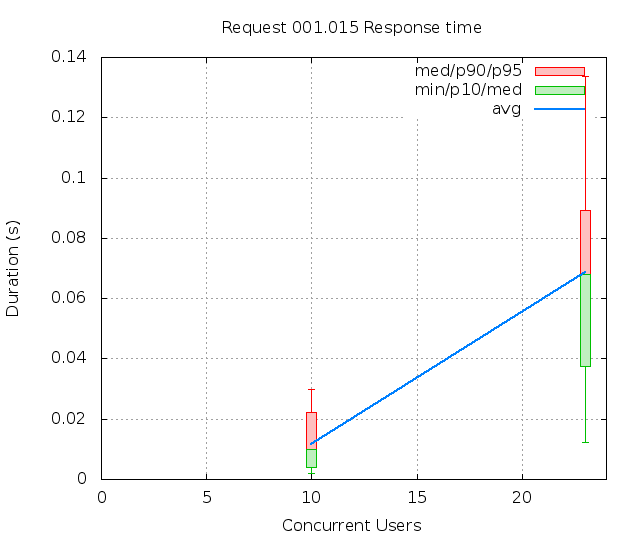 Request 001.015 Response time
med/p90/p95
min/p10/med
avg
0.14
0.12
0.1
0.08
0.06
0.04
0.02
0
0 5 10 15 20
Duration (s)
Concurrent Users